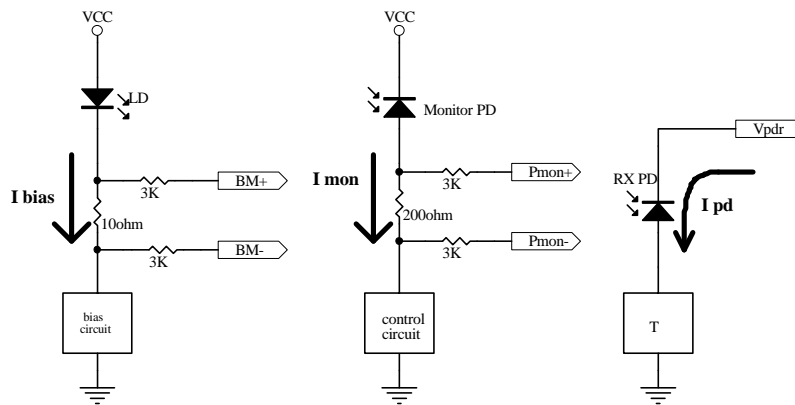 VCC
LD
I bias
3K
BM+
10ohm
3K
BM-
bias
circuit
VCC
Monitor PD
I mon
3K
Pmon+
200ohm
3K
Pmon-
control
circuit
Vpdr
RX PD
I pd
T